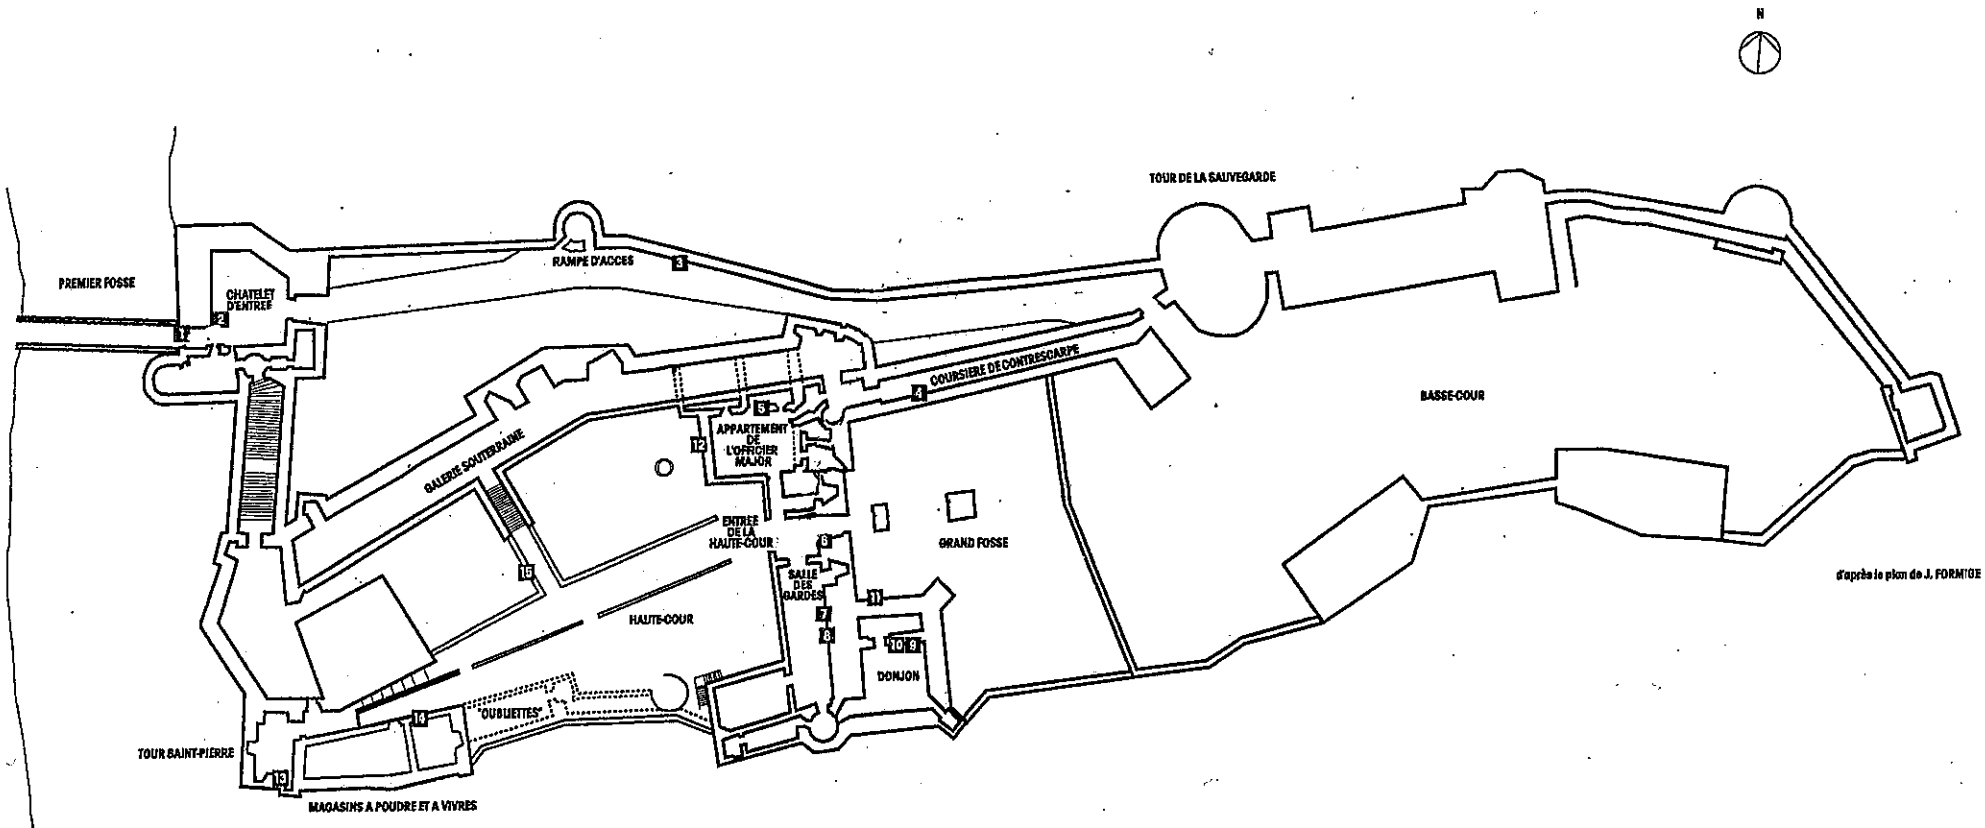 N
TOUR DE LA SAUVEGARDE
PREMIER FOSSE
CHATELET
D'ENTREE
RAMPE D'ACCES
3
2
1
COURSIERE DE CONTRESCARPE
4
BASSE-COUR
5
APPARTEMENT
DE
L'OFFICIER
MAJOR
12
GALERIE SOUTERRAINE
ENTREE
DE LA
HAUTE-COUR
6
GRAND FOSSE
15
SALLE
DES
GARDES
d'après le plan de J. FORMIGE
11
7
HAUTE-COUR
8
10
9
DONJON
"OUBLIETTES"
14
TOUR SAINT-PIERRE
13
MAGASINS A POUDRE ET A VIVRES